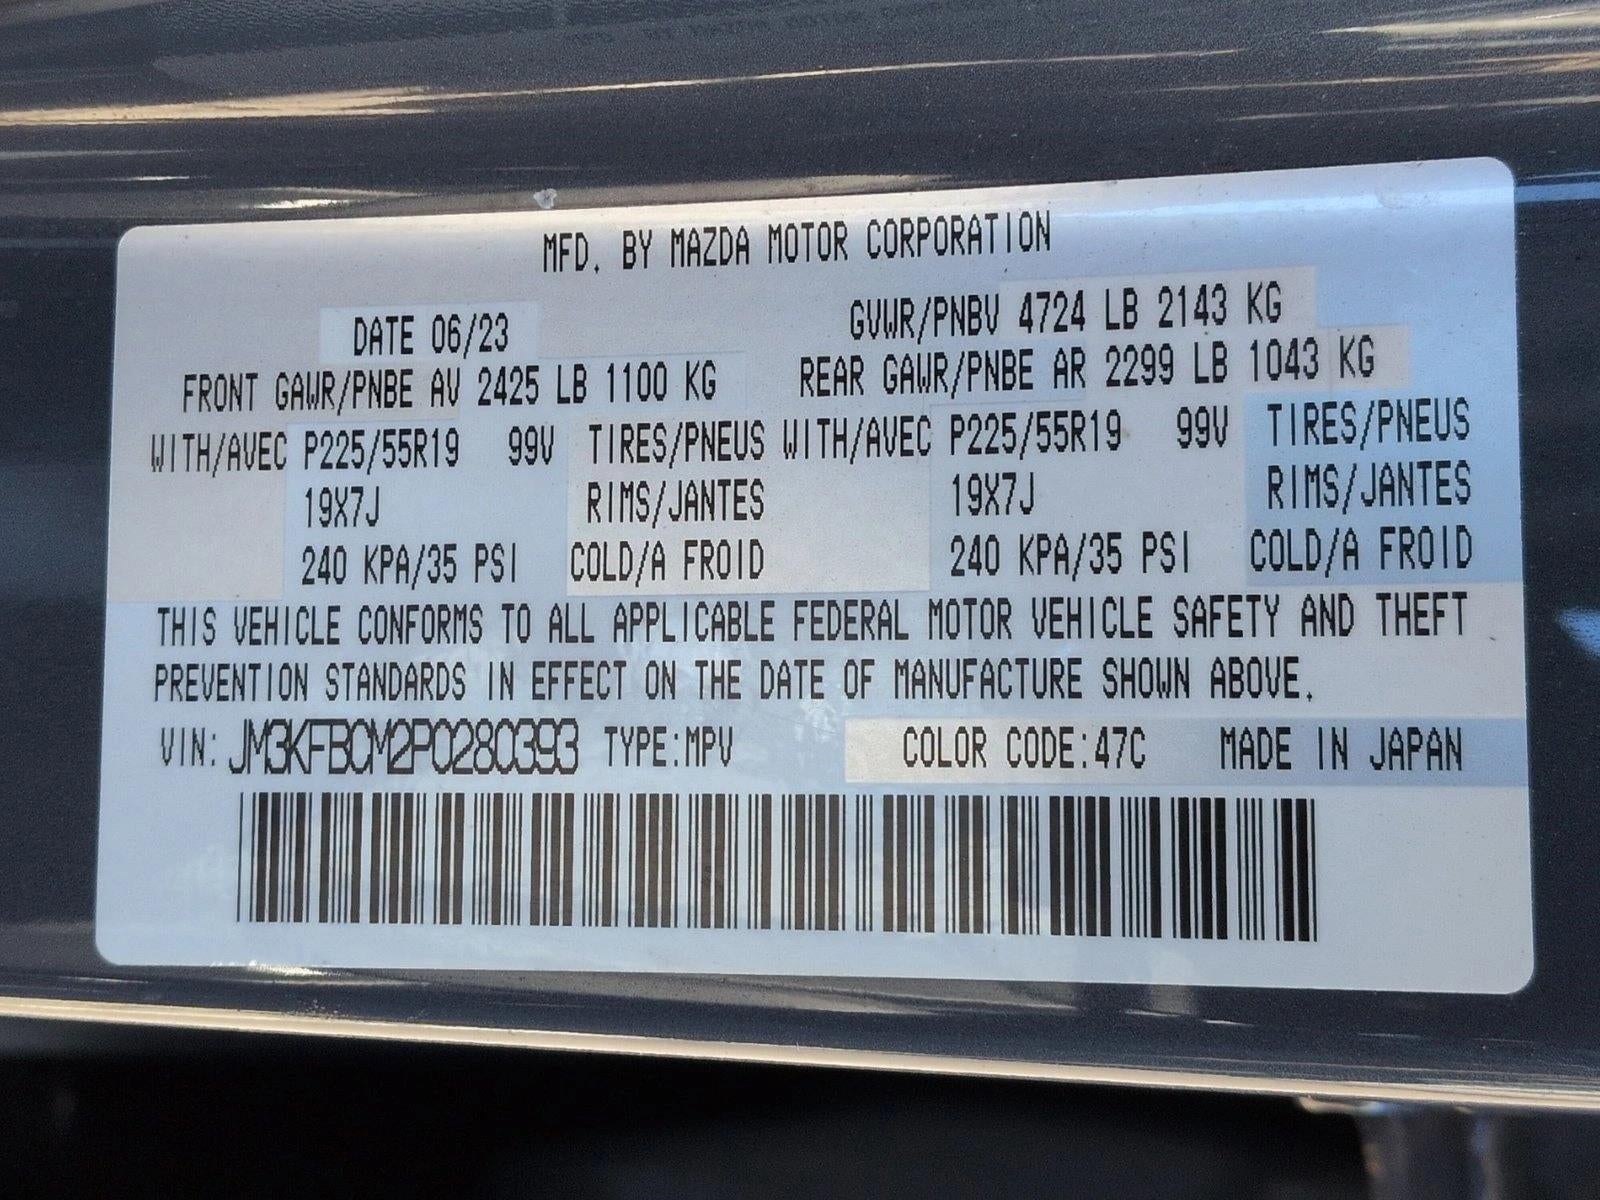 MFD. BY MAZDA MOTOR CORPORATION
DATE 06/23 GVWR/PNBV 4724 LB 2143 KG
FRONT GAWR/PNBE AV 2425 LB 1100 KG REAR GAWR/PNBE AR 2299 LB 1043 KG
WITH/AVEC P225/55R19 99V TIRES/PNEUS WITH/AVEC P225/55R19 99V TIRES/PNEUS
19X7J RIMS/JANTES 19X7J RIMS/JANTES
240 KPA/35 PSI COLD/A FROID 240 KPA/35 PSI COLD/A FROID
THIS VEHICLE CONFORMS TO ALL APPLICABLE FEDERAL MOTOR VEHICLE SAFETY AND THEFT
PREVENTION STANDARDS IN EFFECT ON THE DATE OF MANUFACTURE SHOWN ABOVE.
VIN: JM3KFBCM2P0280393 TYPE:MPV COLOR CODE:47C MADE IN JAPAN